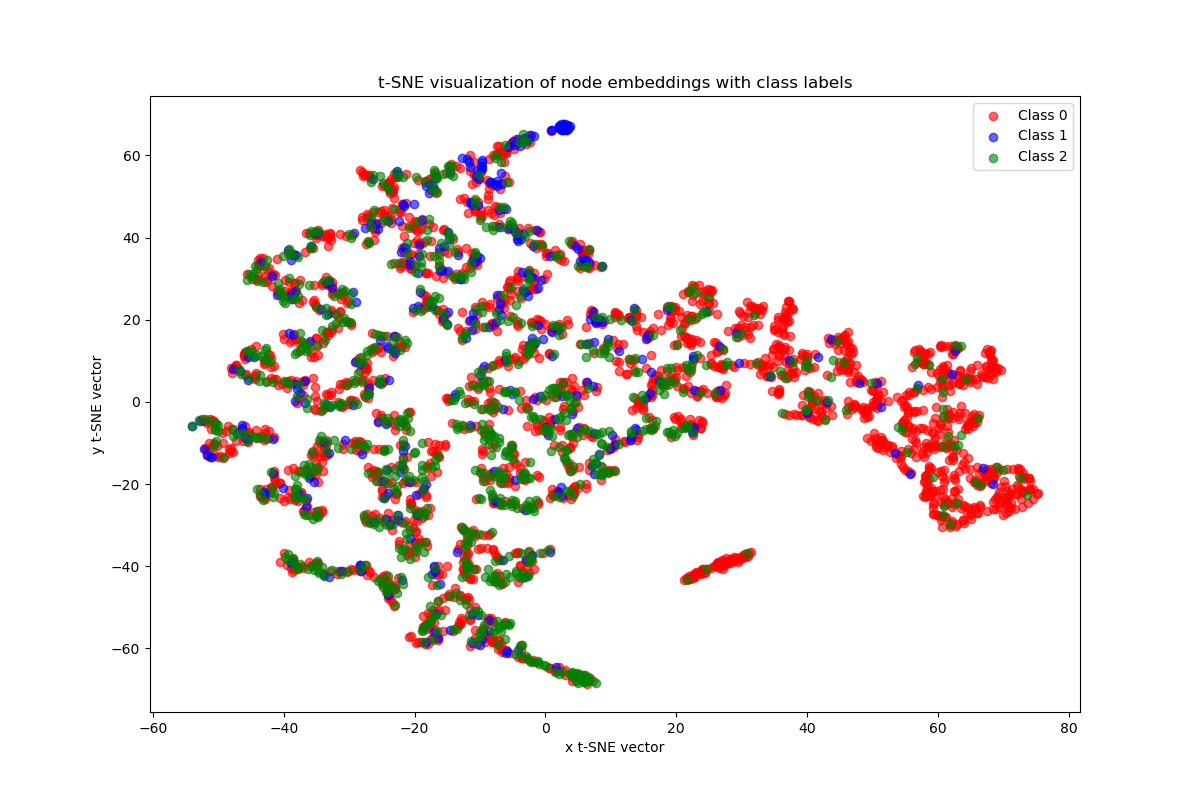 t-SNE visualization of node embeddings with class labels
Class 0
Class 1
Class 2
60
40
20
0
−20
−40
−60
y t-SNE vector
−60 −40 −20 0 20 40 60 80
x t-SNE vector